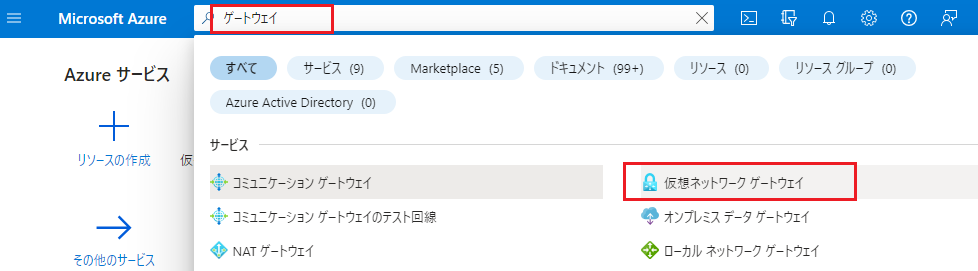 Microsoft Azure
ゲートウェイ
Azure サービス
すべて
サービス (9)
Marketplace (5)
ドキュメント (99+)
リソース (0)
リソース グループ (0)
Azure Active Directory (0)
リソースの作成
仮
その他のサービス
サービス
コミュニケーション ゲートウェイ
仮想ネットワーク ゲートウェイ
コミュニケーション ゲートウェイのテスト回線
オンプレミス データ ゲートウェイ
NAT ゲートウェイ
ローカル ネットワーク ゲートウェイ